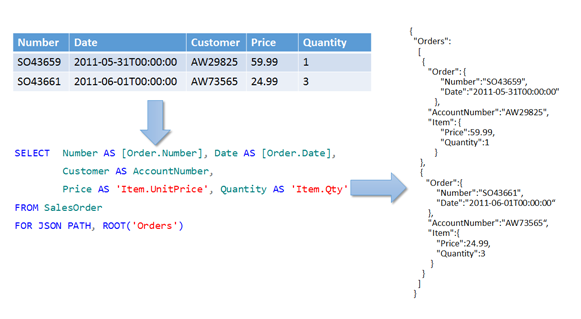 Number Date Customer Price Quantity
SO43659 2011-05-31T00:00:00 AW29825 59.99 1
SO43661 2011-06-01T00:00:00 AW73565 24.99 3
SELECT Number AS [Order.Number], Date AS [Order.Date],
Customer AS AccountNumber,
Price AS 'Item.UnitPrice', Quantity AS 'Item.Qty'
FROM SalesOrder
FOR JSON PATH, ROOT('Orders')
{
"Orders":
[
{
"Order":{
"Number":"SO43659",
"Date":"2011-05-31T00:00:00"
},
"AccountNumber":"AW29825",
"Item":{
"Price":59.99,
"Quantity":1
}
},
{
"Order":{
"Number":"SO43661",
"Date":"2011-06-01T00:00:00“
},
"AccountNumber":"AW73565“,
"Item":{
"Price":24.99,
"Quantity":3
}
}
]
}